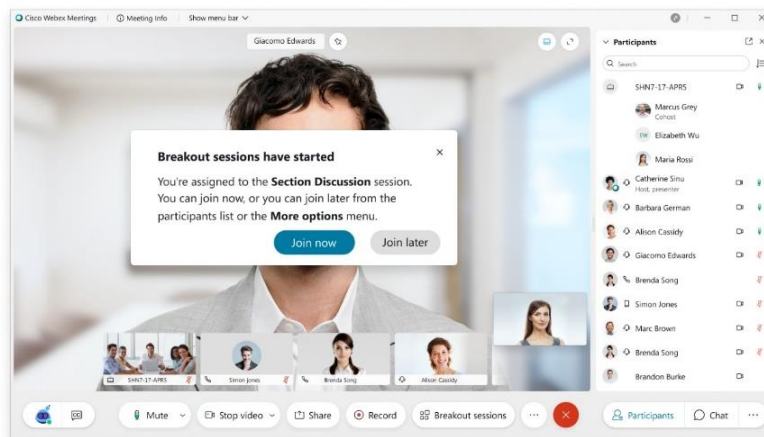 Cisco Webex Meetings
Meeting Info
Show menu bar
Giacomo Edwards
Participants
Search
SHN7-17-APR5
Marcus Grey
Cohost
EW Elizabeth Wu
Maria Rossi
Catherine Sinu
Host, presenter
Barbara German
Alison Cassidy
Giacomo Edwards
Brenda Song
Simon Jones
Marc Brown
Brenda Song
Brandon Burke
Breakout sessions have started
You're assigned to the Section Discussion session.
You can join now, or you can join later from the
participants list or the More options menu.
Join now
Join later
SHN7-17-APR5
Simon Jones
Brenda Song
Alison Cassidy
CC
Mute
Stop video
Share
Record
Breakout sessions
Participants
Chat